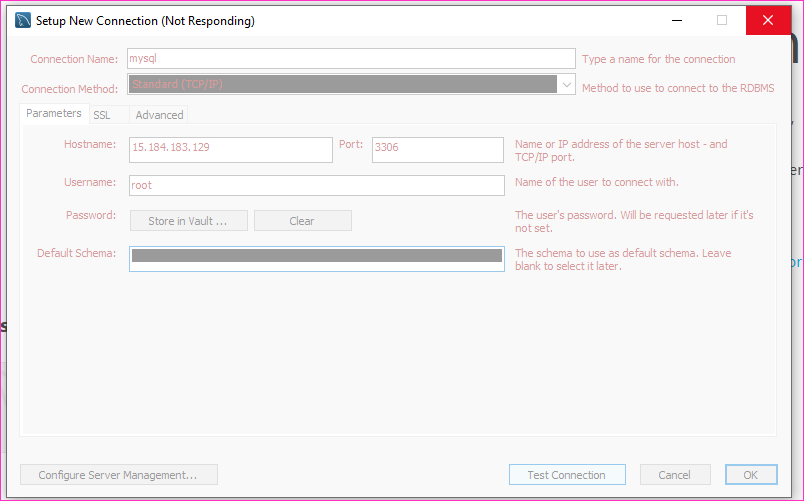 Setup New Connection (Not Responding)
Connection Name: mysql Type a name for the connection
Connection Method: Standard (TCP/IP) Method to use to connect to the RDBMS
Parameters SSL Advanced
Hostname: 15.184.183.129 Port: 3306 Name or IP address of the server host - and
TCP/IP port.
Username: root Name of the user to connect with.
Password: Store in Vault ... Clear The user's password. Will be requested later if it's
not set.
Default Schema: The schema to use as default schema. Leave
blank to select it later.
Configure Server Management... Test Connection Cancel OK